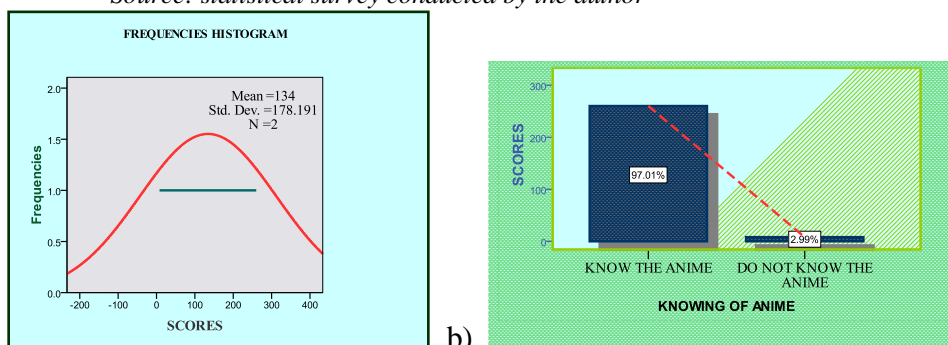 Source: statistical survey conducted by the author
FREQUENCIES HISTOGRAM
Mean =134
Std. Dev. =178.191
N =2
2.0
1.5
1.0
0.5
0.0
Frequencies
-200 -100 0 100 200 300 400
SCORES
b)
300
200
100
0
SCORES
97.01%
2.99%
KNOW THE ANIME DO NOT KNOW THE
ANIME
KNOWING OF ANIME